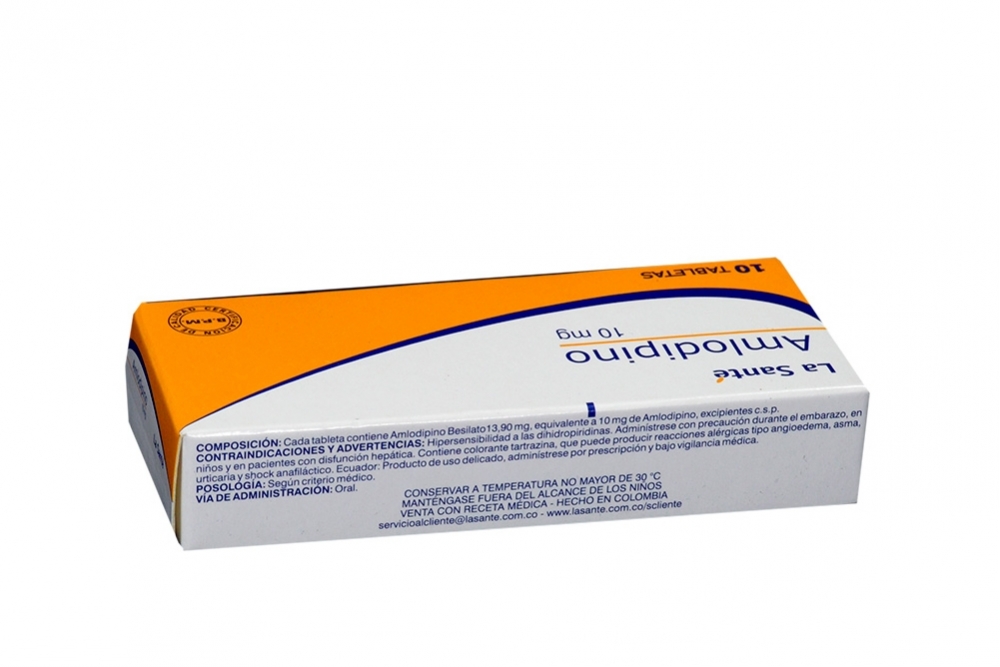 10 TABLETAS
CERTIFICACION DE CALIDAD
B.P.M.
La Santé
Amlodipino
10 mg
Amlodipino
COMPOSICIÓN: Cada tableta contiene Amlodipino Besilato 13,90 mg, equivalente a 10 mg de Amlodipino, excipientes c.s.p.
CONTRAINDICACIONES Y ADVERTENCIAS: Hipersensibilidad a las dihidropiridinas. Adminístrese con precaución durante el embarazo, en
niños y en pacientes con disfunción hepática. Contiene colorante tartrazina, que puede producir reacciones alérgicas tipo angioedema, asma,
urticaria y shock anafiláctico. Ecuador: Producto de uso delicado, adminístrese por prescripción y bajo vigilancia médica.
POSOLOGÍA: Según criterio médico.
VÍA DE ADMINISTRACIÓN: Oral.
CONSERVAR A TEMPERATURA NO MAYOR DE 30 °C
MANTÉNGASE FUERA DEL ALCANCE DE LOS NIÑOS
VENTA CON RECETA MÉDICA - HECHO EN COLOMBIA
servicioalcliente@lasante.com.co - www.lasante.com.co/scliente